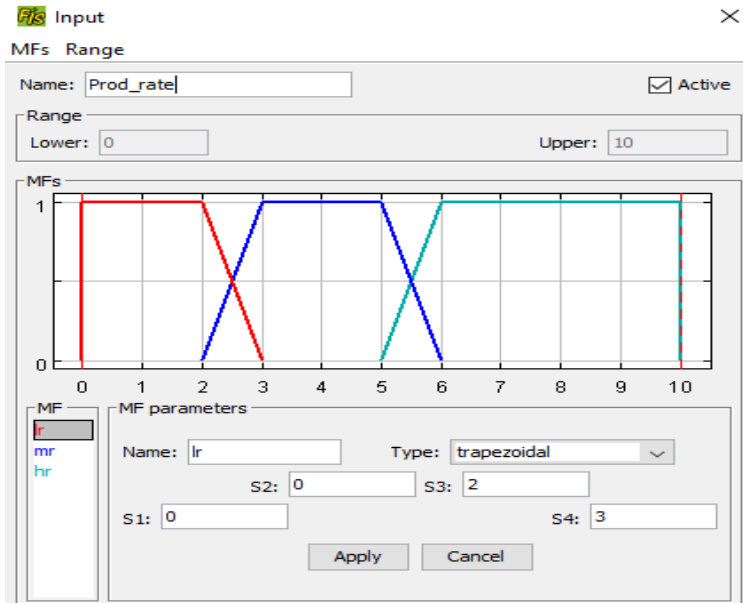 Fis Input
MFs Range
Name: Prod_rate Active
Range
Lower: 0 Upper: 10
MFs
1
0
0 1 2 3 4 5 6 7 8 9 10
MF
lr
mr
hr
MF parameters
Name: lr Type: trapezoidal
S2: 0 S3: 2
S1: 0 S4: 3
Apply Cancel